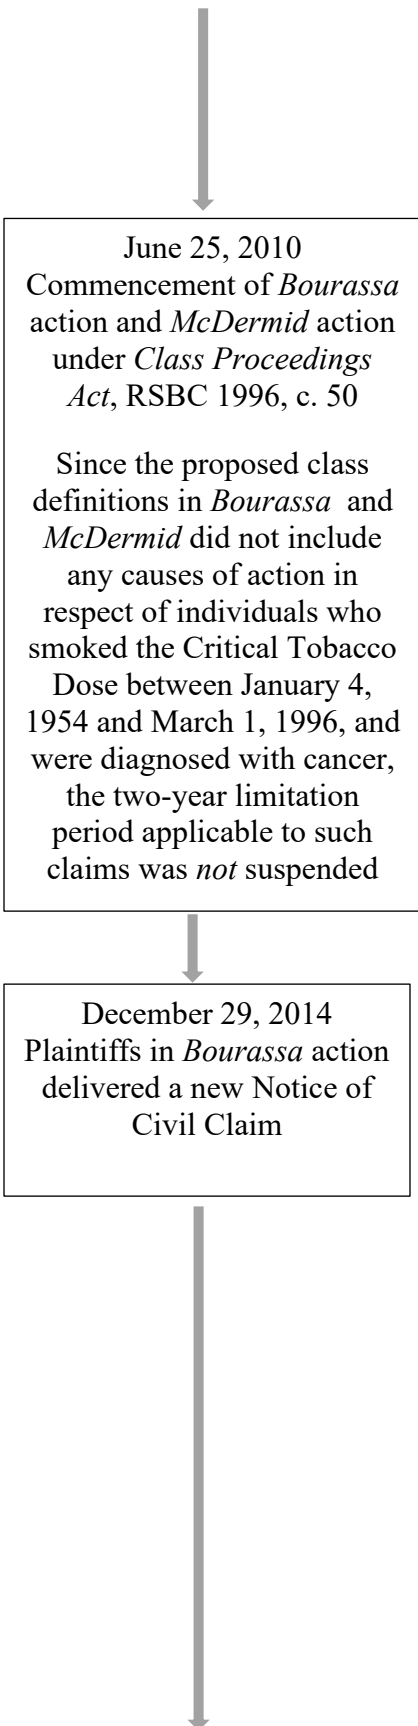 June 25, 2010
Commencement of Bourassa
action and McDermid action
under Class Proceedings
Act, RSBC 1996, c. 50
Since the proposed class
definitions in Bourassa and
McDermid did not include
any causes of action in
respect of individuals who
smoked the Critical Tobacco
Dose between January 4,
1954 and March 1, 1996, and
were diagnosed with cancer,
the two-year limitation
period applicable to such
claims was not suspended
December 29, 2014
Plaintiffs in Bourassa action
delivered a new Notice of
Civil Claim